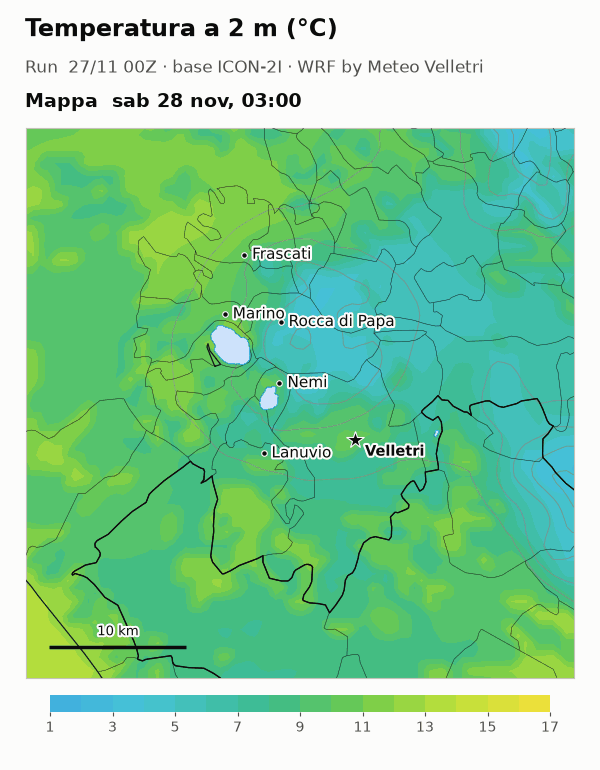 Temperatura a 2 m (°C)
Run  27/11 00Z · base ICON-2I · WRF by Meteo Velletri
Mappa  sab 28 nov, 03:00
Frascati
Marino
Rocca di Papa
Nemi
Velletri
Lanuvio
10 km
1 3 5 7 9 11 13 15 17